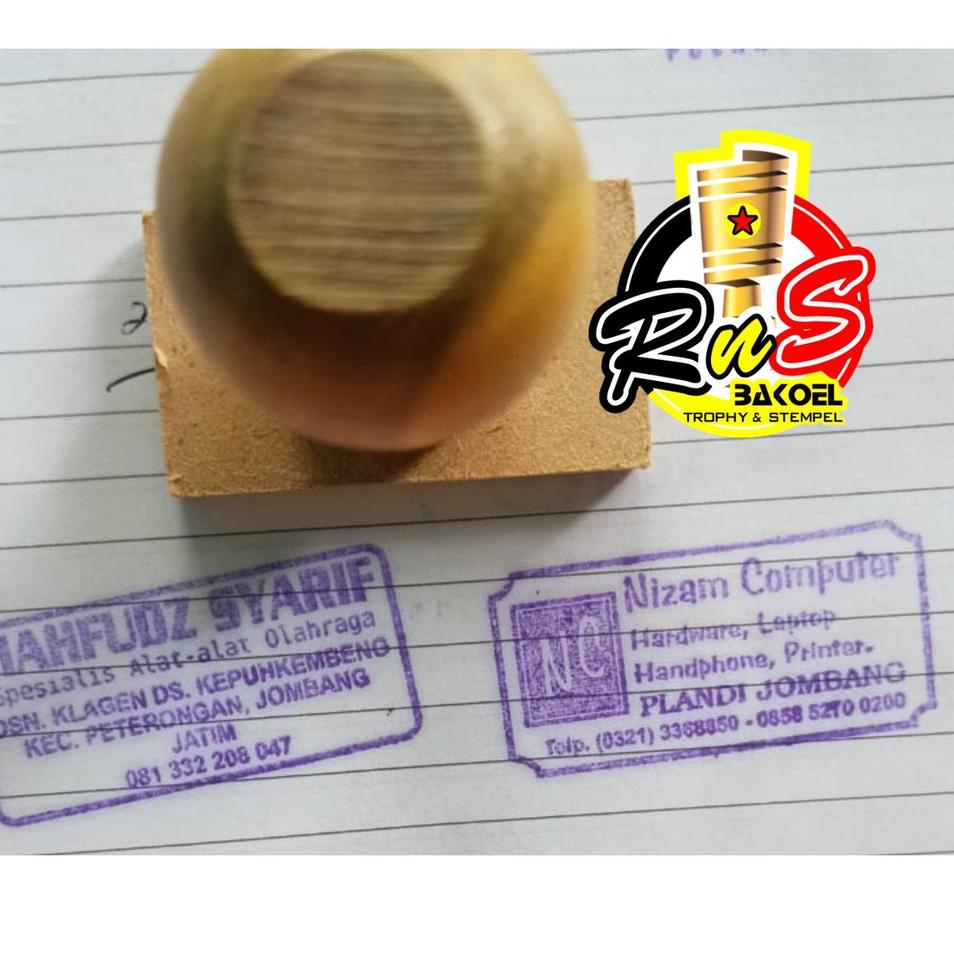 RnS
BAKOEL
TROPHY & STEMPEL
MAHFUDZ SYARIF
Spesialis Alat-alat Olahraga
DSN. KLAGEN DS. KEPUHKEMBENG
KEC. PETERONGAN, JOMBANG
JATIM
081 332 208 047
NC
Nizam Computer
Hardware, Laptop
Handphone, Printer.
PLANDI JOMBANG
Telp. (0321) 3368850 - 0858 5270 0200